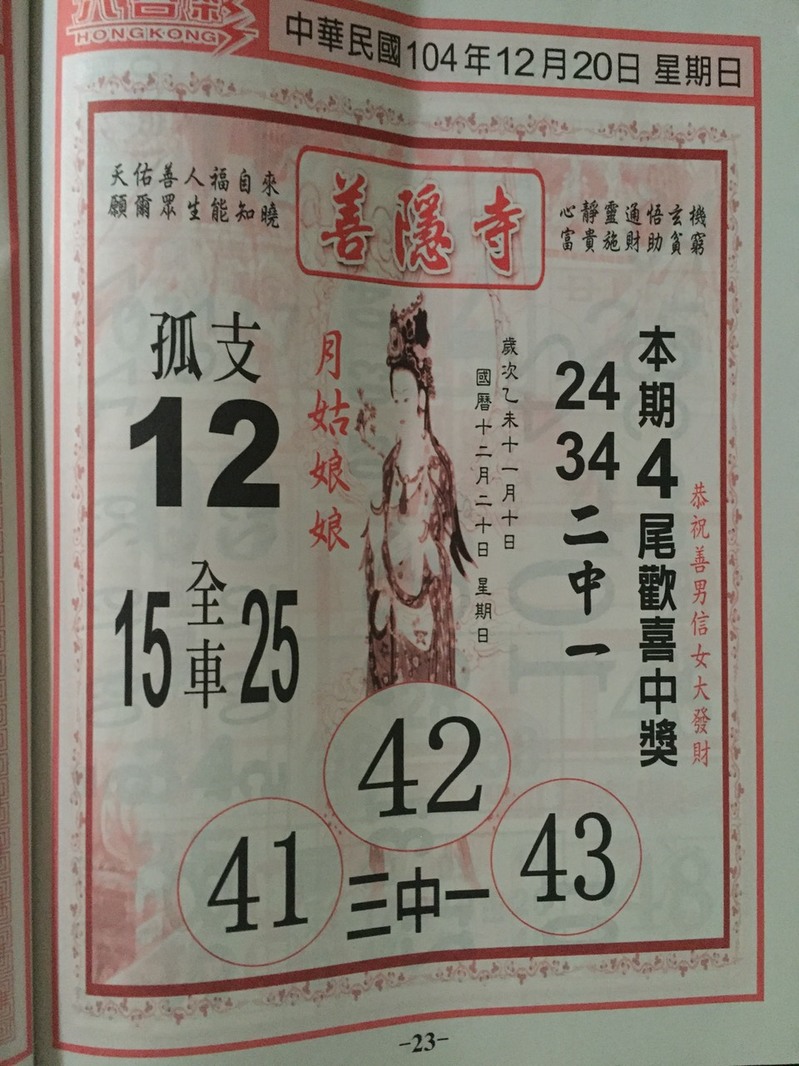 六合彩
HONGKONG
中華民國104年12月20日 星期日
天佑善人福自來
願爾眾生能知曉
善隱寺
心靜靈通悟玄機
富貴施財助貧窮
本期4尾歡喜中獎
恭祝善男信女大發財
24
34
二中一
歲次乙未十一月十日
國曆十二月二十日 星期日
月姑娘娘
孤支
12
15 全車 25
42
41 三中一 43
-23-